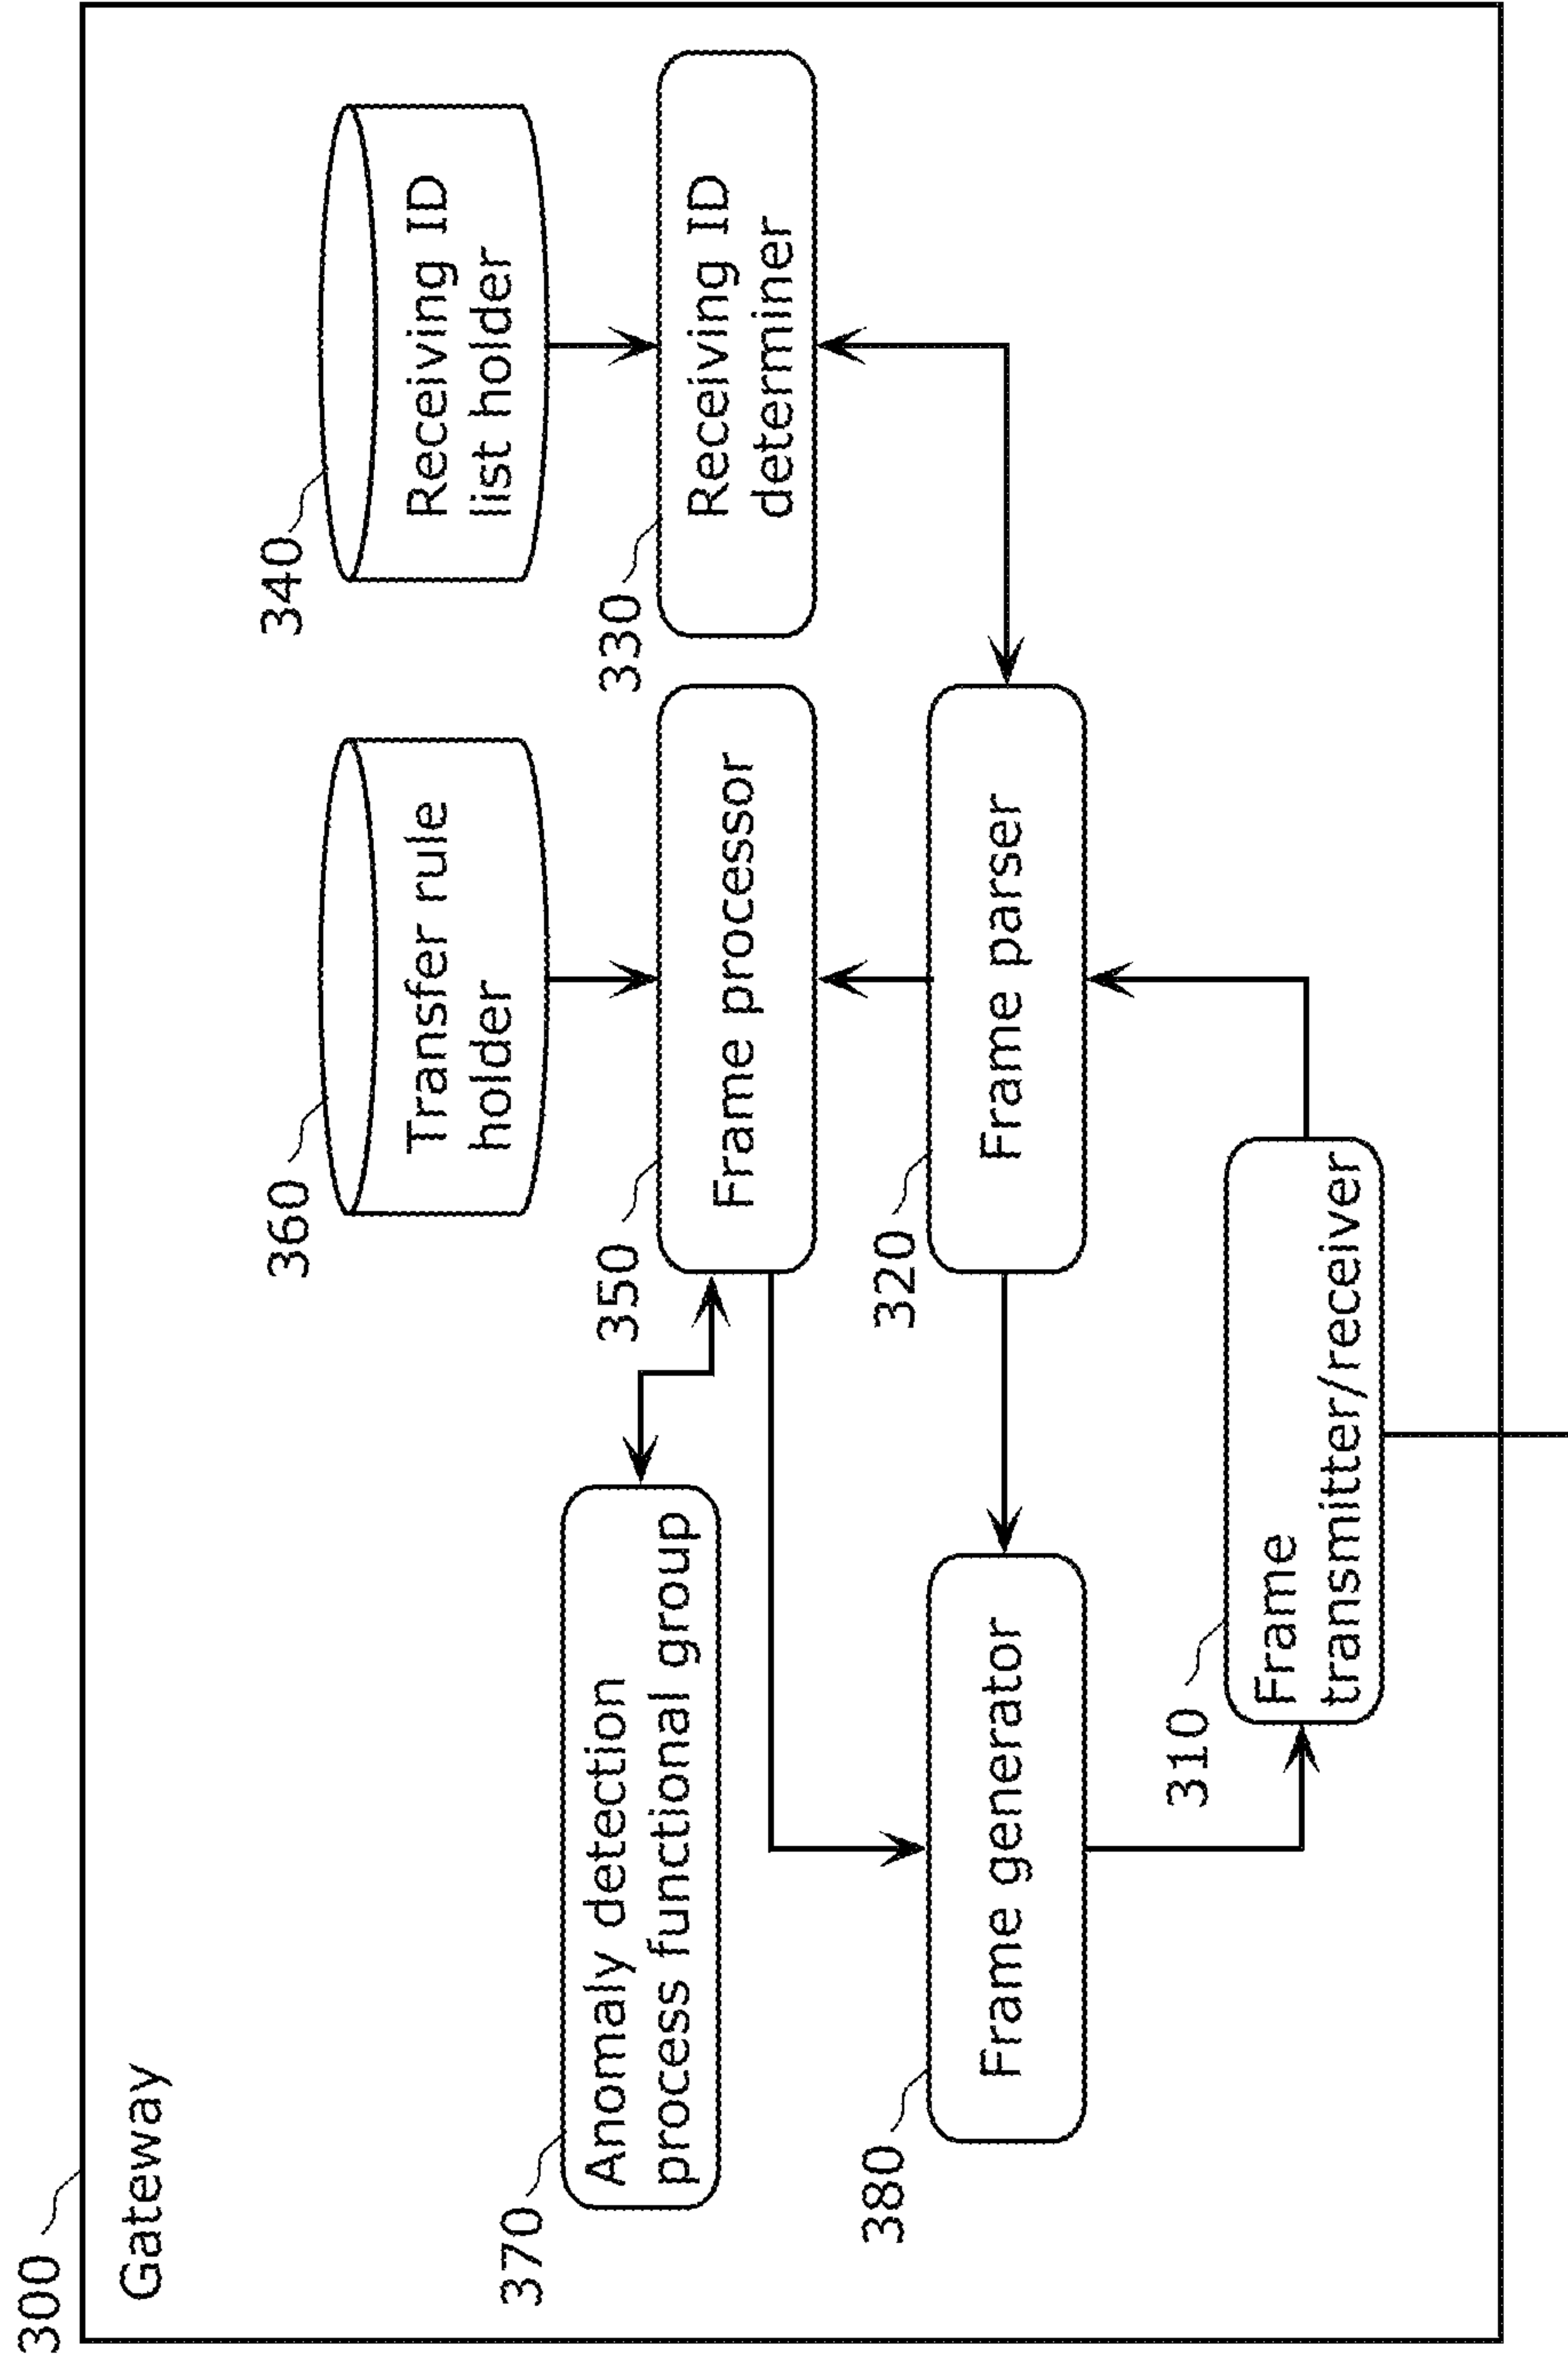 300
Gateway
360
Transfer rule
holder
340
Receiving ID
list holder
370
Anomaly detection
process functional group
350
Frame processor
330
Receiving ID
determiner
380
Frame generator
320
Frame parser
310
Frame
transmitter/receiver